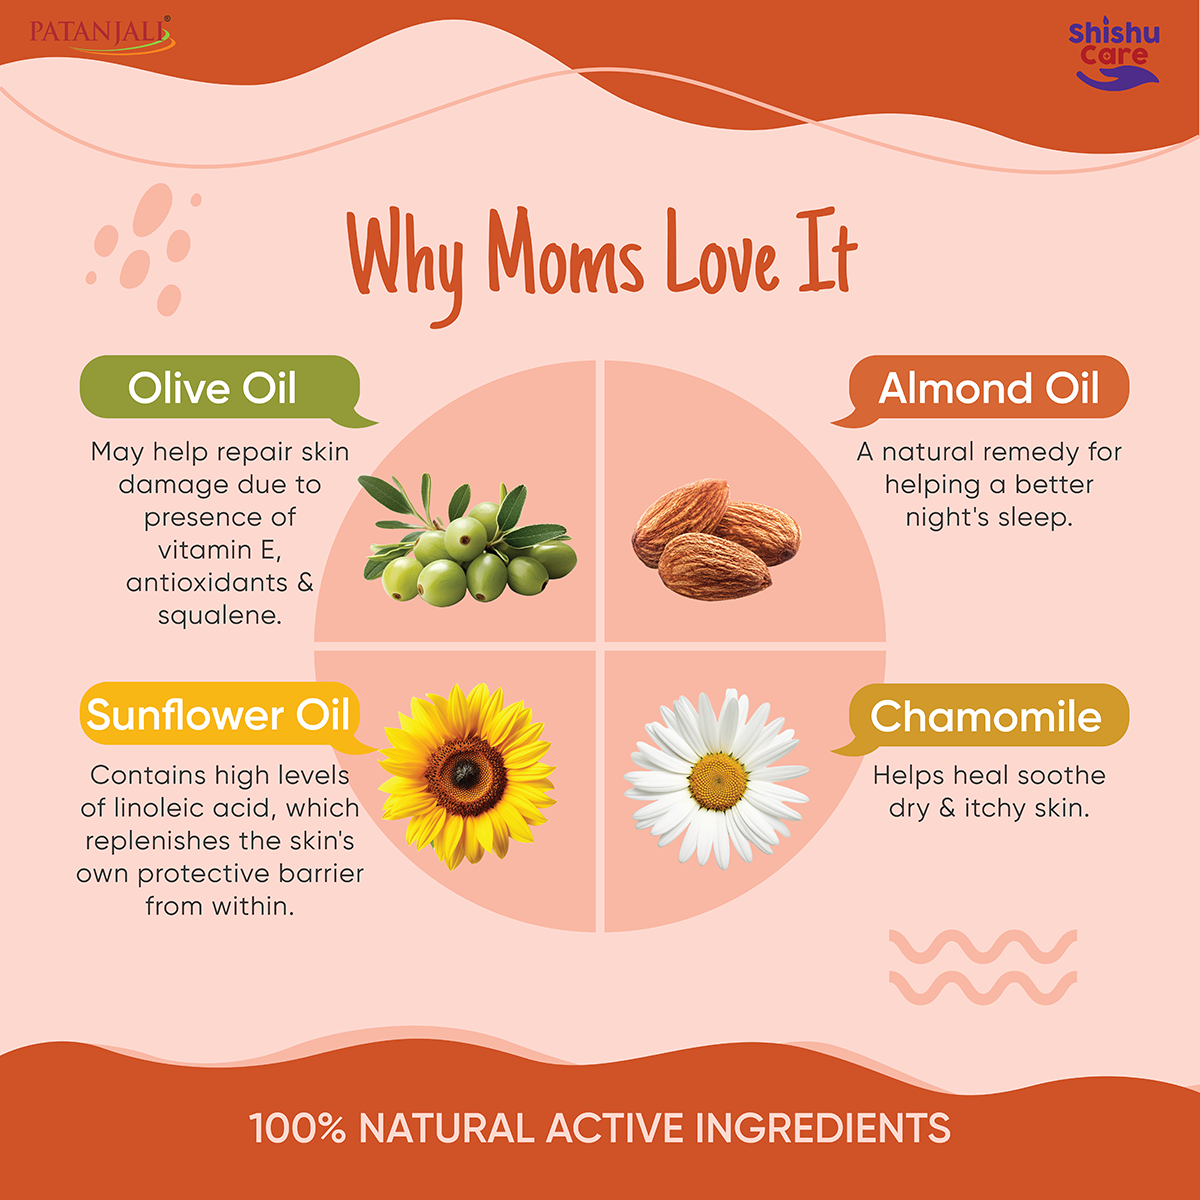 PATANJALI®
Shishu
Care
Why Moms Love It
Olive Oil
May help repair skin
damage due to
presence of
vitamin E,
antioxidants &
squalene.
Almond Oil
A natural remedy for
helping a better
night's sleep.
Sunflower Oil
Contains high levels
of linoleic acid, which
replenishes the skin's
own protective barrier
from within.
Chamomile
Helps heal soothe
dry & itchy skin.
100% NATURAL ACTIVE INGREDIENTS